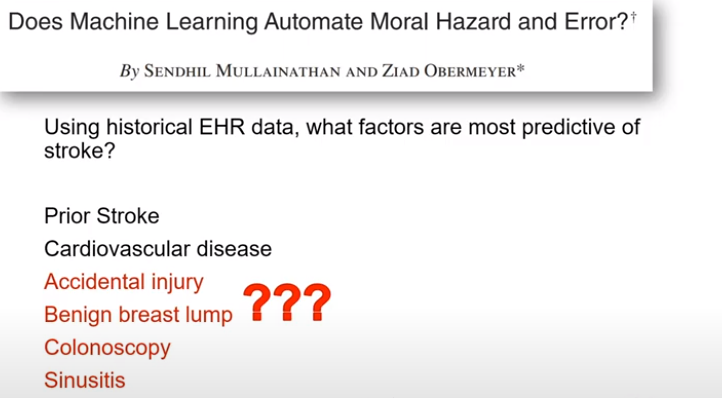 Does Machine Learning Automate Moral Hazard and Error?†
By SENDHIL MULLAINATHAN AND ZIAD OBERMEYER*
Using historical EHR data, what factors are most predictive of
stroke?
Prior Stroke
Cardiovascular disease
Accidental injury
Benign breast lump ???
Colonoscopy
Sinusitis